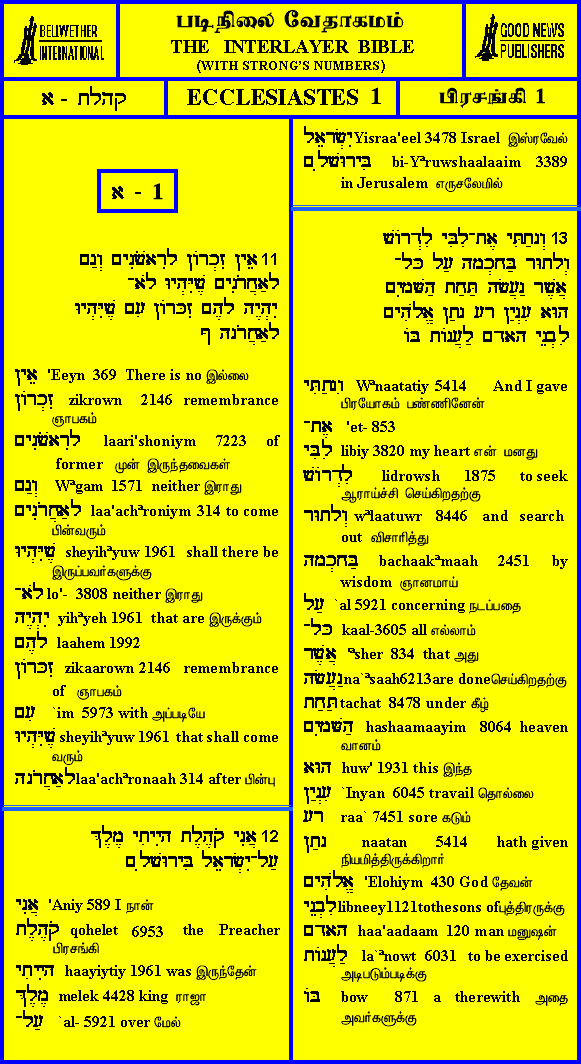 BELLWETHER
INTERNATIONAL
படிநிலை வேதாகமம்
THE INTERLAYER BIBLE
(WITH STRONG'S NUMBERS)
GOOD NEWS
PUBLISHERS
קהלת - א
ECCLESIASTES 1
பிரசங்கி 1
א - 1
11 אֵין זִכְרוֹן לָרִאשֹׁנִים וְגַם
לָאַחֲרֹנִים שֶׁיִּהְיוּ לֹא־
יִהְיֶה לָהֶם זִכָּרוֹן עִם שֶׁיִּהְיוּ
לָאַחֲרֹנָה ף
אֵין 'Eeyn 369 There is no இல்லை
זִכְרוֹן zikrown 2146 remembrance
ஞாபகம்
לָרִאשֹׁנִים laari'shoniym 7223 of
former முன் இருந்தவைகள்
וְגַם Wᵃgam 1571 neither இராது
לָאַחֲרֹנִים laa'achᵃroniym 314 to come
பின்வரும்
שֶׁיִּהְיוּ sheyihᵃyuw 1961 shall there be
இருப்பவர்களுக்கு
לֹא־ lo'- 3808 neither இராது
יִהְיֶה yihᵃyeh 1961 that are இருக்கும்
לָהֶם laahem 1992
זִכָּרוֹן zikaarown 2146 remembrance
of ஞாபகம்
עִם `im 5973 with அப்படியே
שֶׁיִּהְיוּ sheyihᵃyuw 1961 that shall come
வரும்
לָאַחֲרֹנָה laa'achᵃronaah 314 after பின்பு
12 אֲנִי קֹהֶלֶת הָיִיתִי מֶלֶךְ
עַל־יִשְׂרָאֵל בִּירוּשָׁלִָם
אֲנִי 'Aniy 589 I நான்
קֹהֶלֶת qohelet 6953 the Preacher
பிரசங்கி
הָיִיתִי haayiytiy 1961 was இருந்தேன்
מֶלֶךְ melek 4428 king ராஜா
עַל־ `al- 5921 over மேல்
יִשְׂרָאֵל Yisraa'eel 3478 Israel இஸ்ரவேல்
בִּירוּשָׁלִָם bi-Yᵃruwshaalaaim 3389
in Jerusalem எருசலேமில்
13 וְנָתַתִּי אֶת־לִבִּי לִדְרוֹשׁ
וְלָתוּר בַּחָכְמָה עַל כָּל־
אֲשֶׁר נַעֲשָׂה תַּחַת הַשָּׁמָיִם
הוּא עִנְיַן רָע נָתַן אֱלֹהִים
לִבְנֵי הָאָדָם לַעֲנוֹת בּוֹ
וְנָתַתִּי Wᵃnaatatiy 5414 And I gave
பிரயோகம் பண்ணினேன்
אֶת־ 'et- 853
לִבִּי libiy 3820 my heart என் மனது
לִדְרוֹשׁ lidrowsh 1875 to seek
ஆராய்ச்சி செய்கிறதற்கு
וְלָתוּר wᵃlaatuwr 8446 and search
out விசாரித்து
בַּחָכְמָה bachaakᵃmaah 2451 by
wisdom ஞானமாய்
עַל `al 5921 concerning நடப்பதை
כָּל־ kaal-3605 all எல்லாம்
אֲשֶׁר ᵃsher 834 that அது
נַעֲשָׂה na`ᵃsaah6213are doneசெய்கிறதற்கு
תַּחַת tachat 8478 under கீழ்
הַשָּׁמָיִם hashaamaayim 8064 heaven
வானம்
הוּא huw' 1931 this இந்த
עִנְיַן `Inyan 6045 travail தொல்லை
רָע raa` 7451 sore கடும்
נָתַן naatan 5414 hath given
நியமித்திருக்கிறார்
אֱלֹהִים 'Elohiym 430 God தேவன்
לִבְנֵי libneey1121tothesons ofபுத்திரருக்கு
הָאָדָם haa'aadaam 120 man மனுஷன்
לַעֲנוֹת la`ᵃnowt 6031 to be exercised
அடிபடும்படிக்கு
בּוֹ bow 871 a therewith அதை
அவர்களுக்கு